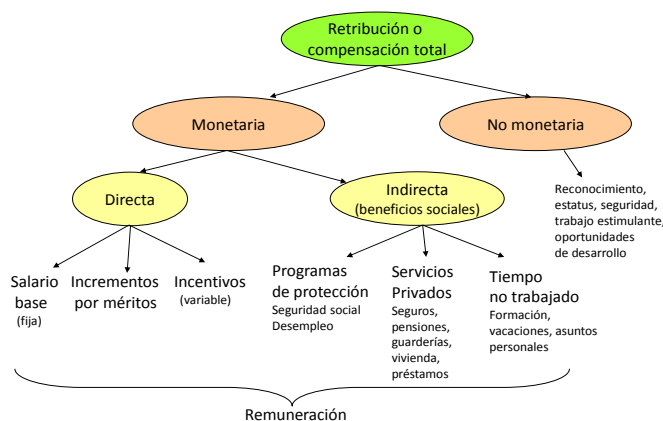 Retribución o
compensación total
Monetaria
No monetaria
Directa
Indirecta
(beneficios sociales)
Reconocimiento,
estatus, seguridad,
trabajo estimulante,
oportunidades
de desarrollo
Salario
base
(fija)
Incrementos
por méritos
Incentivos
(variable)
Programas
de protección
Seguridad social
Desempleo
Servicios
Privados
Seguros,
pensiones,
guarderías,
vivienda,
préstamos
Tiempo
no trabajado
Formación,
vacaciones, asuntos
personales
Remuneración